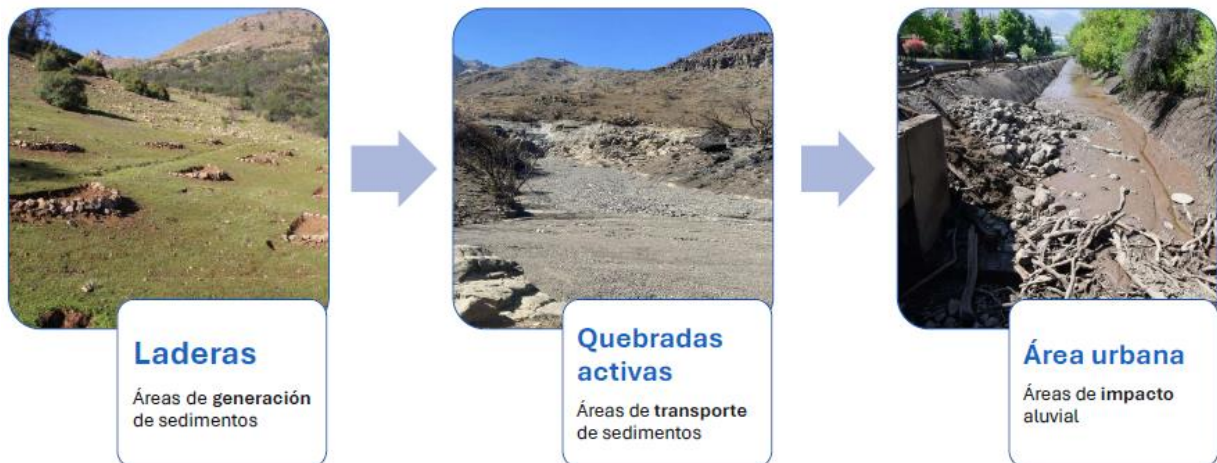 Laderas
Áreas de generación
de sedimentos
Quebradas
activas
Áreas de transporte
de sedimentos
Área urbana
Áreas de impacto
aluvial